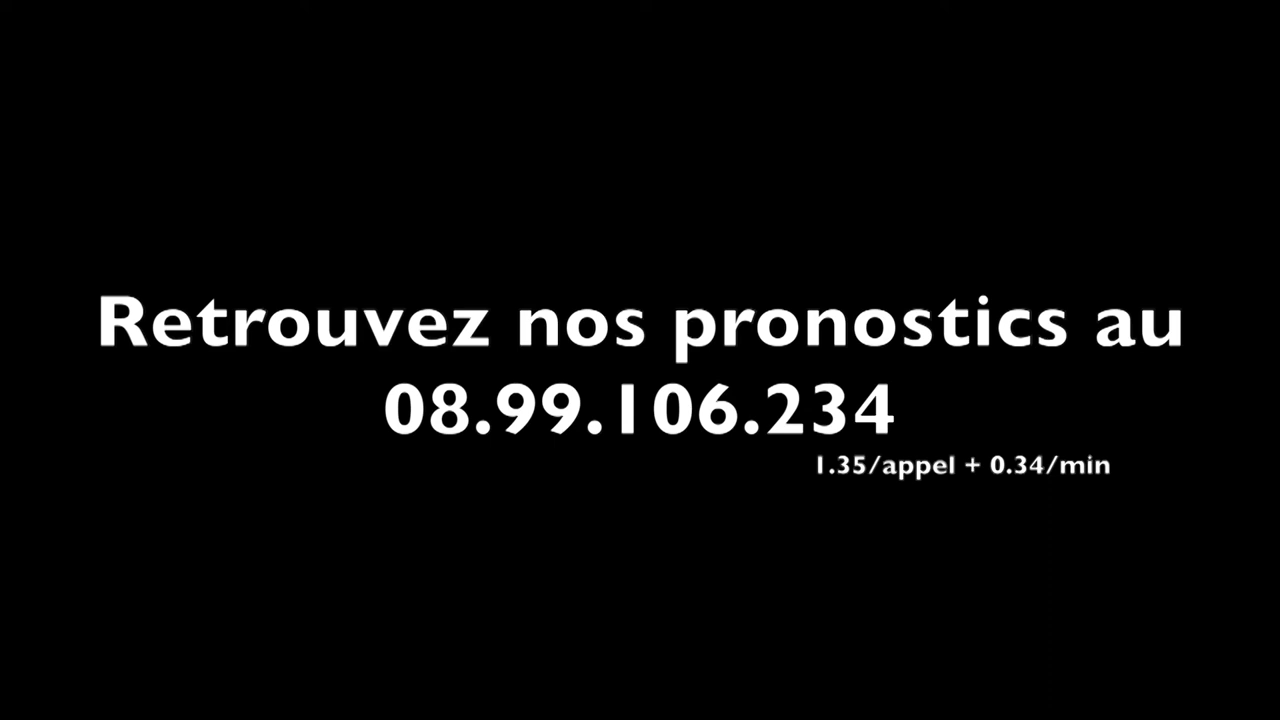 Retrouvez nos pronostics au
08.99.106.234
1.35/appel + 0.34/min